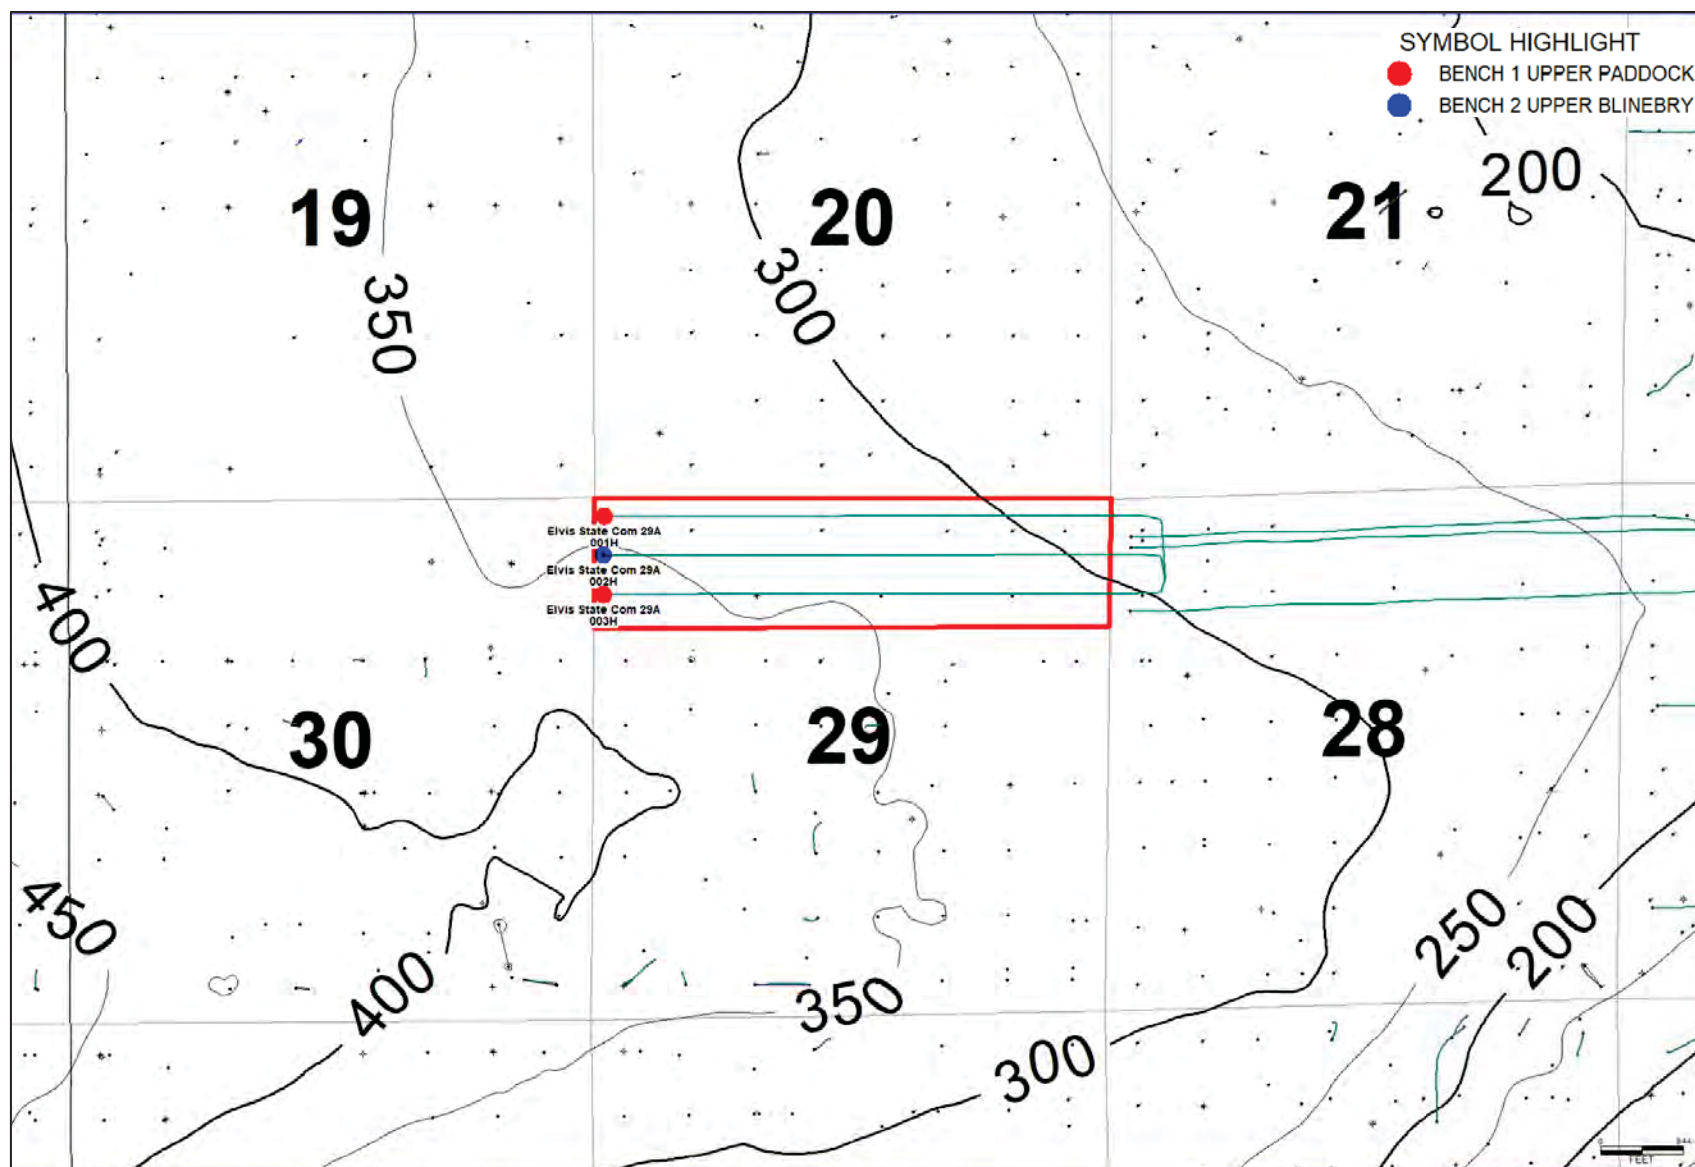 SYMBOL HIGHLIGHT
BENCH 1 UPPER PADDOCK
BENCH 2 UPPER BLINEBRY
200
19
20
21
350
300
Elvis State Com 29A
001H
Elvis State Com 29A
002H
Elvis State Com 29A
003H
400
30
29
28
450
250
200
400
350
300
0
FEET